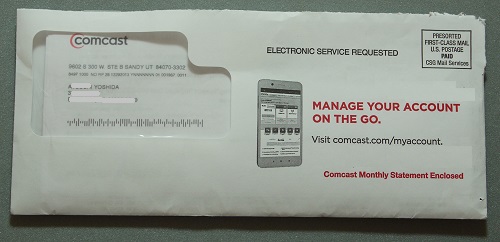 comcast
9602 S 300 W, STE B SANDY UT 84070-3302
YOSHIDA
ELECTRONIC SERVICE REQUESTED
PRESORTED
FIRST-CLASS MAIL
U.S. POSTAGE
PAID
CSG Mail Services
MANAGE YOUR ACCOUNT
ON THE GO.
Visit comcast.com/myaccount.
Comcast Monthly Statement Enclosed